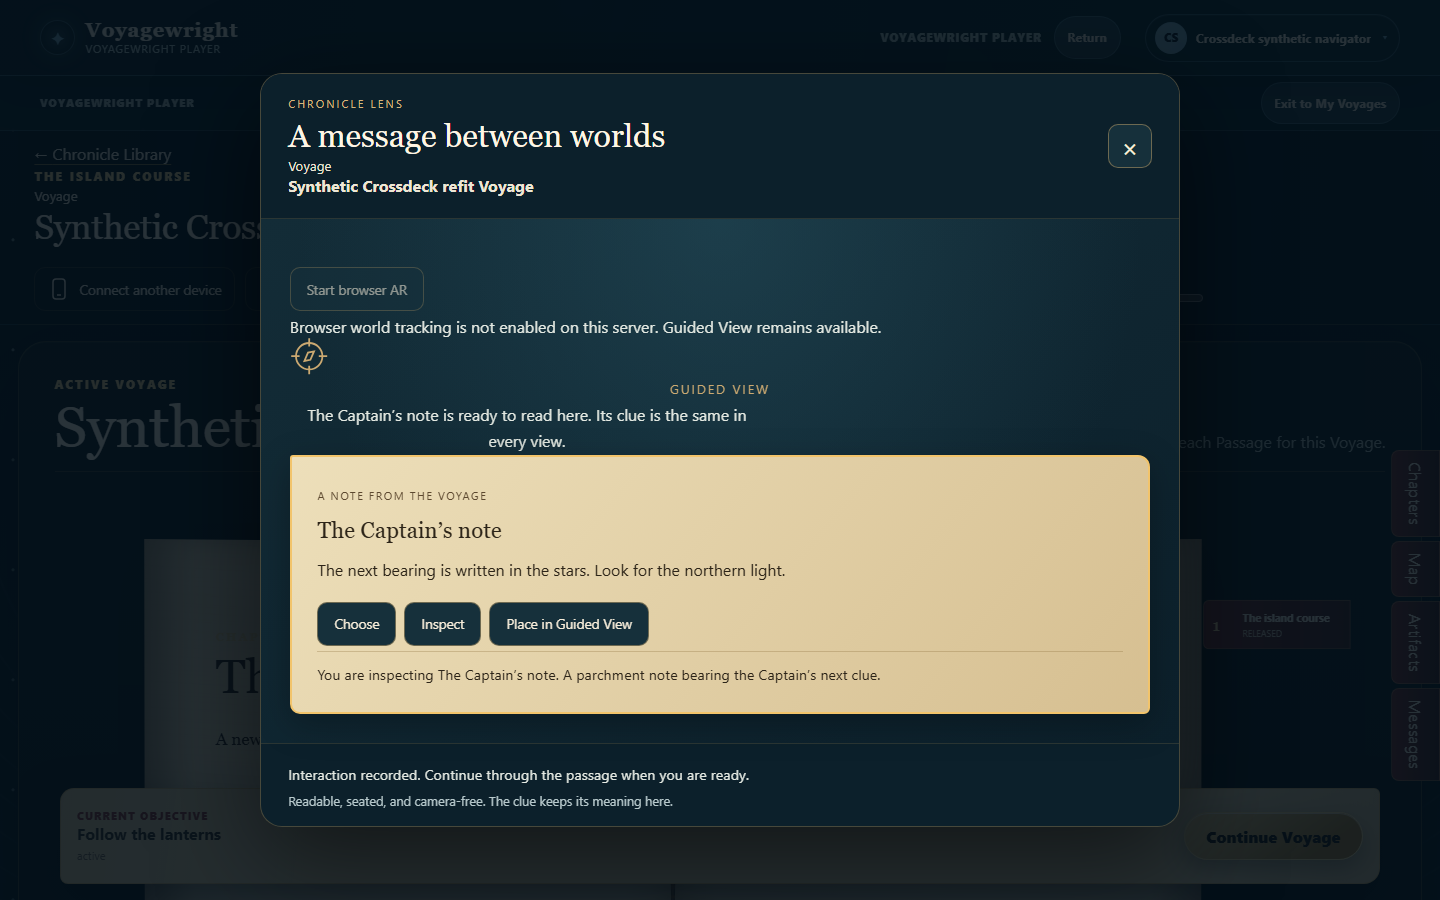 Voyagewright
VOYAGEWRIGHT PLAYER
VOYAGEWRIGHT PLAYER
Return
CS
Crossdeck synthetic navigator
VOYAGEWRIGHT PLAYER
Exit to My Voyages
← Chronicle Library
THE ISLAND COURSE
Voyage
Synthetic Cross
Connect another device
ACTIVE VOYAGE
Syntheti
each Passage for this Voyage.
CHRONICLE LENS
A message between worlds
Voyage
Synthetic Crossdeck refit Voyage
×
Start browser AR
Browser world tracking is not enabled on this server. Guided View remains available.
GUIDED VIEW
The Captain’s note is ready to read here. Its clue is the same in
every view.
A NOTE FROM THE VOYAGE
The Captain’s note
The next bearing is written in the stars. Look for the northern light.
Choose
Inspect
Place in Guided View
You are inspecting The Captain’s note. A parchment note bearing the Captain’s next clue.
Interaction recorded. Continue through the passage when you are ready.
Readable, seated, and camera-free. The clue keeps its meaning here.
Th
A new
1
The island course
RELEASED
Chapters
Map
Artifacts
Messages
CURRENT OBJECTIVE
Follow the lanterns
active
Continue Voyage